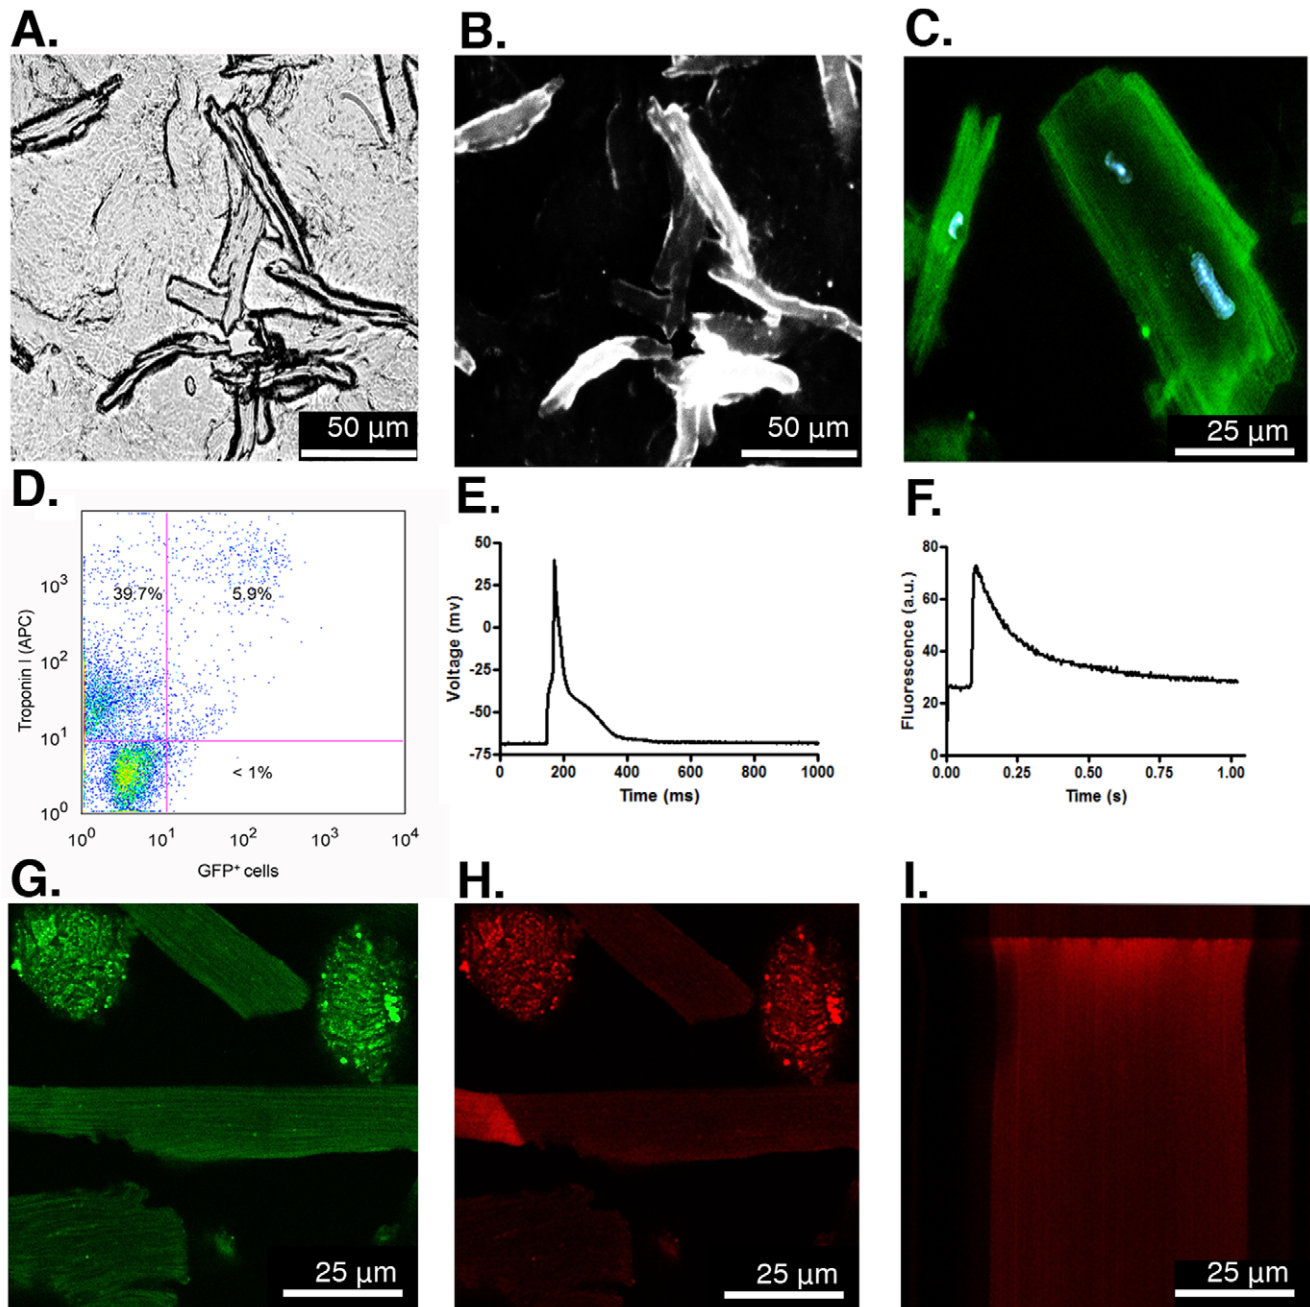 A.
B.
C.
50 µm
50 µm
25 µm
D.
E.
F.
Troponin I (APC)
10³
10²
10¹
10⁰
39.7%
5.9%
< 1%
10⁰
10¹
10²
10³
10⁴
GFP⁺ cells
Voltage (mv)
50
25
0
-25
-50
-75
0
200
400
600
800
1000
Time (ms)
Fluorescence (a.u.)
80
60
40
20
0
0.00
0.25
0.50
0.75
1.00
Time (s)
G.
H.
I.
25 µm
25 µm
25 µm